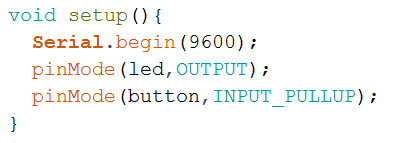 void setup(){
  Serial.begin(9600);
  pinMode(led,OUTPUT);
  pinMode(button,INPUT_PULLUP);
}